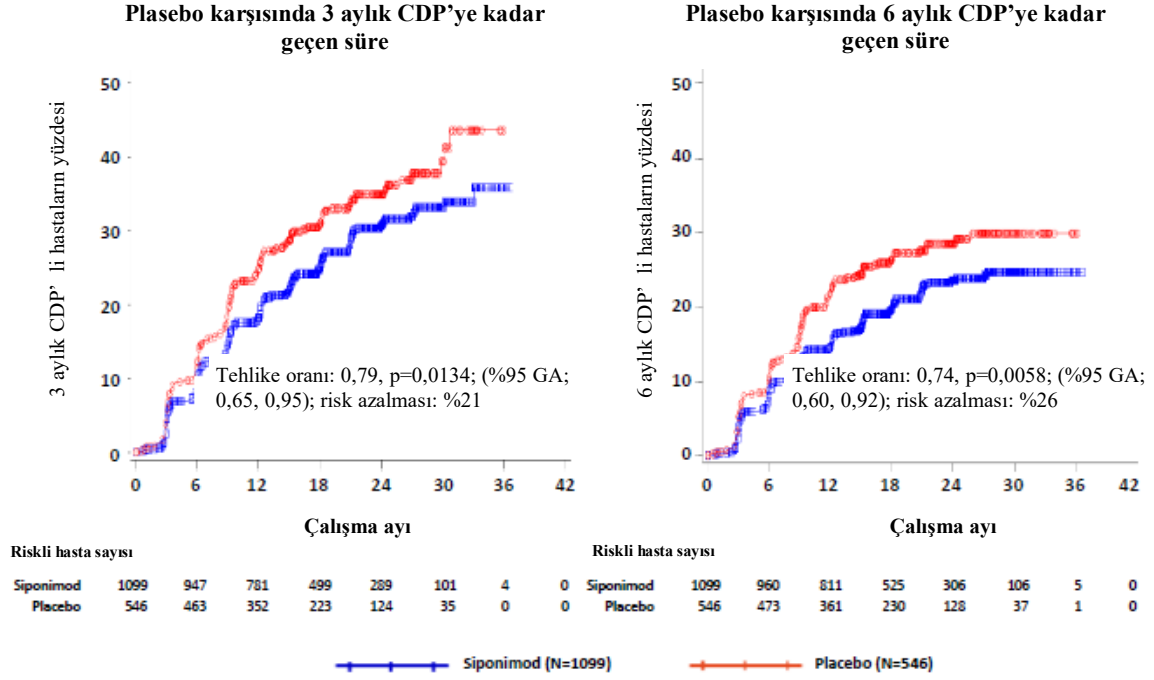 Plasebo karşısında 3 aylık CDP’ye kadar
geçen süre
3 aylık CDP’ li hastaların yüzdesi
50
40
30
20
10
0
Tehlike oranı: 0,79, p=0,0134; (%95 GA;
0,65, 0,95); risk azalması: %21
0 6 12 18 24 30 36 42
Çalışma ayı
Riskli hasta sayısı
Siponimod 1099 947 781 499 289 101 4 0
Placebo 546 463 352 223 124 35 0 0
Plasebo karşısında 6 aylık CDP’ye kadar
geçen süre
6 aylık CDP’ li hastaların yüzdesi
50
40
30
20
10
0
Tehlike oranı: 0,74, p=0,0058; (%95 GA;
0,60, 0,92); risk azalması: %26
0 6 12 18 24 30 36 42
Çalışma ayı
Riskli hasta sayısı
Siponimod 1099 960 811 525 306 106 5 0
Placebo 546 473 361 230 128 37 1 0
Siponimod (N=1099)
Placebo (N=546)